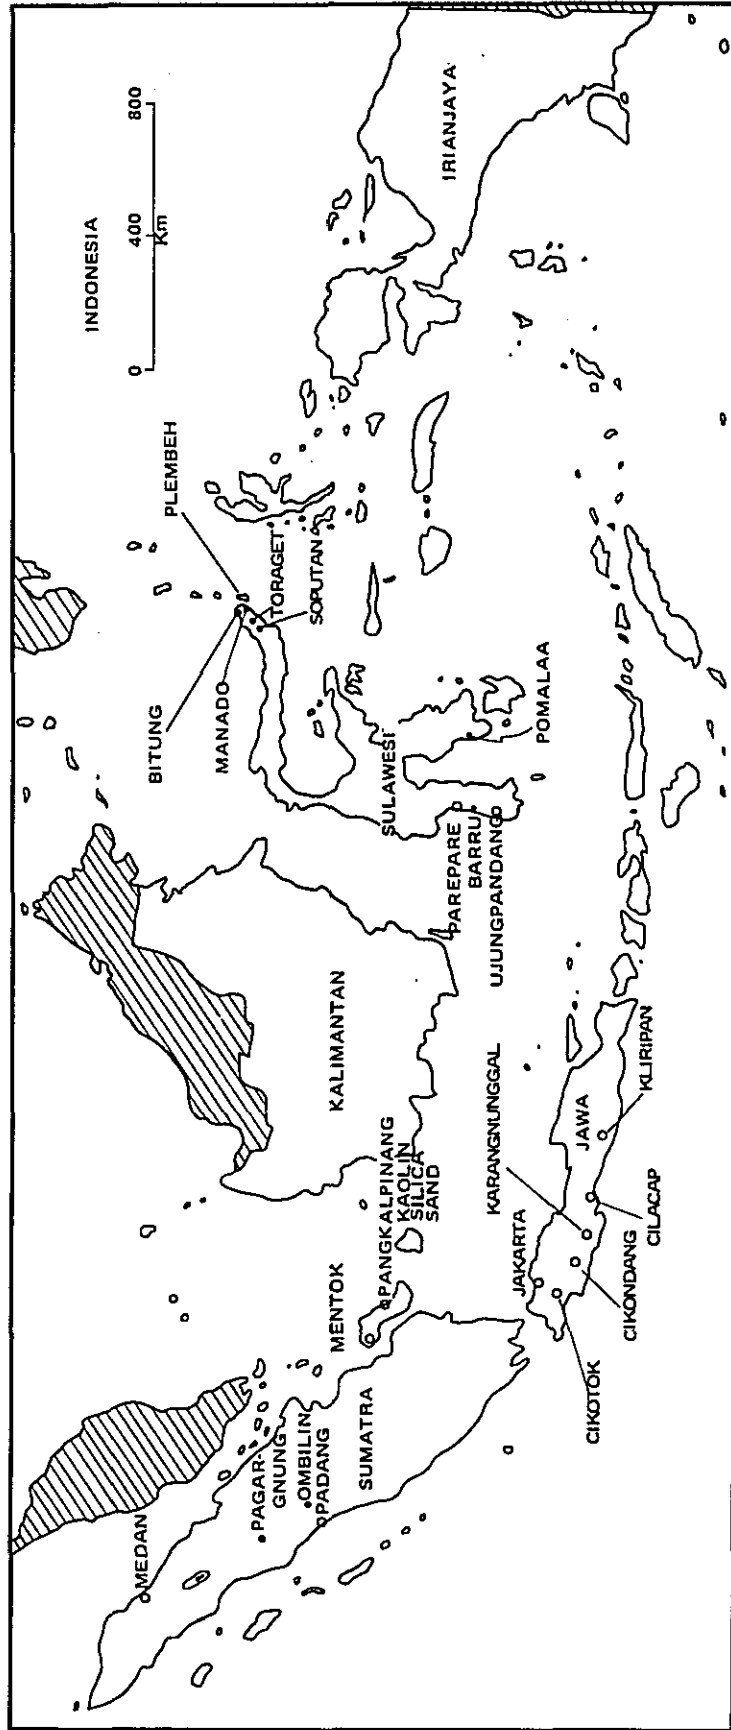 INDONESIA
0 400 800
Km
MEDAN
PAGAR-
GNUNG
OMBILIN
PADANG
SUMATRA
MENTOK
PANGKALPINANG
KAOLIN
SILICA
SAND
KALIMANTAN
BITUNG
MANADO
PLEMBEH
TORAGET
SOPUTAN
SULAWESI
PAREPARE
BARRU
UJUNGPANDANG
POMALAA
IRIANJAYA
JAKARTA
KARANGNUNGGAL
JAWA
CIKOTOK
CIKONDANG
CILACAP
KLIRIPAN